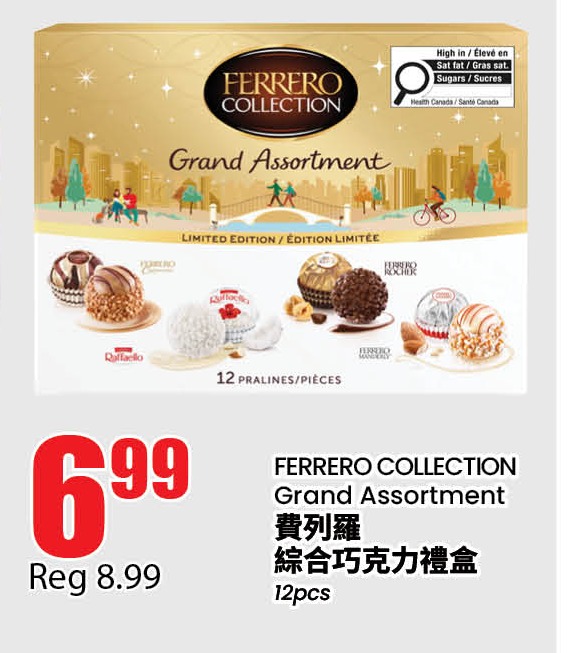 FERRERO
COLLECTION
High in / Élevé en
Sat fat / Gras sat.
Sugars / Sucres
Health Canada / Santé Canada
Grand Assortment
LIMITED EDITION / ÉDITION LIMITÉE
FERRERO
Raffaello
FERRERO
ROCHER
Raffaello
FERRERO
MANDERLY
12 PRALINES/PIÈCES
6.99
Reg 8.99
FERRERO COLLECTION
Grand Assortment
費列羅
綜合巧克力禮盒
12pcs